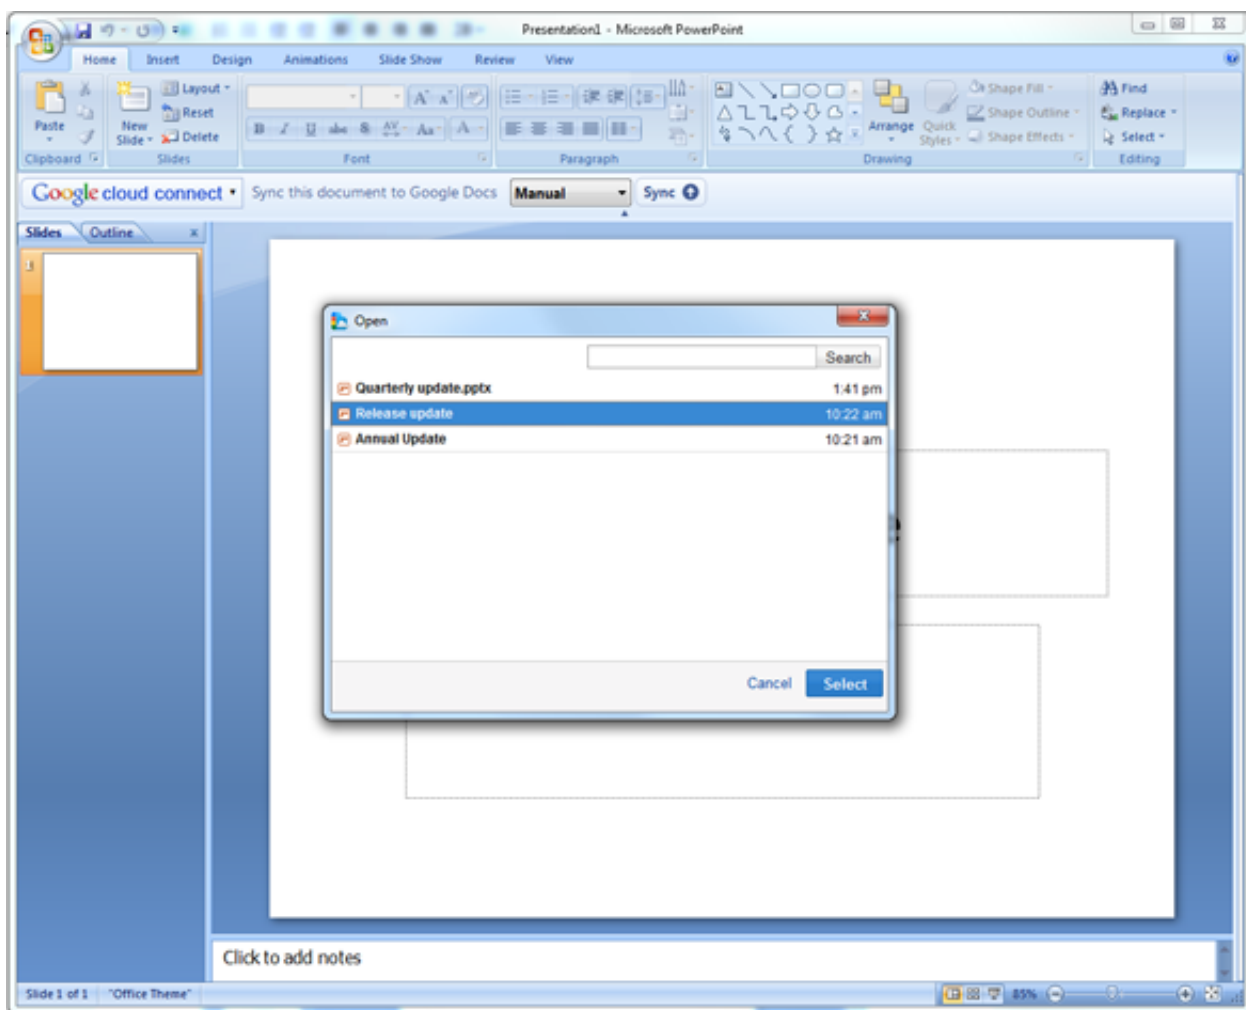 Presentation1 - Microsoft PowerPoint
Home Insert Design Animations Slide Show Review View
Paste
New Slide
Layout
Reset
Delete
B I U abc S AV Aa A
Arrange
Quick Styles
Shape Fill
Shape Outline
Shape Effects
Find
Replace
Select
Clipboard Slides Font Paragraph Drawing Editing
Google cloud connect Sync this document to Google Docs Manual Sync
Slides Outline x
1
Open
Search
Quarterly update.pptx 1:41 pm
Release update 10:22 am
Annual Update 10:21 am
e
Cancel Select
Click to add notes
Slide 1 of 1 "Office Theme" 85%